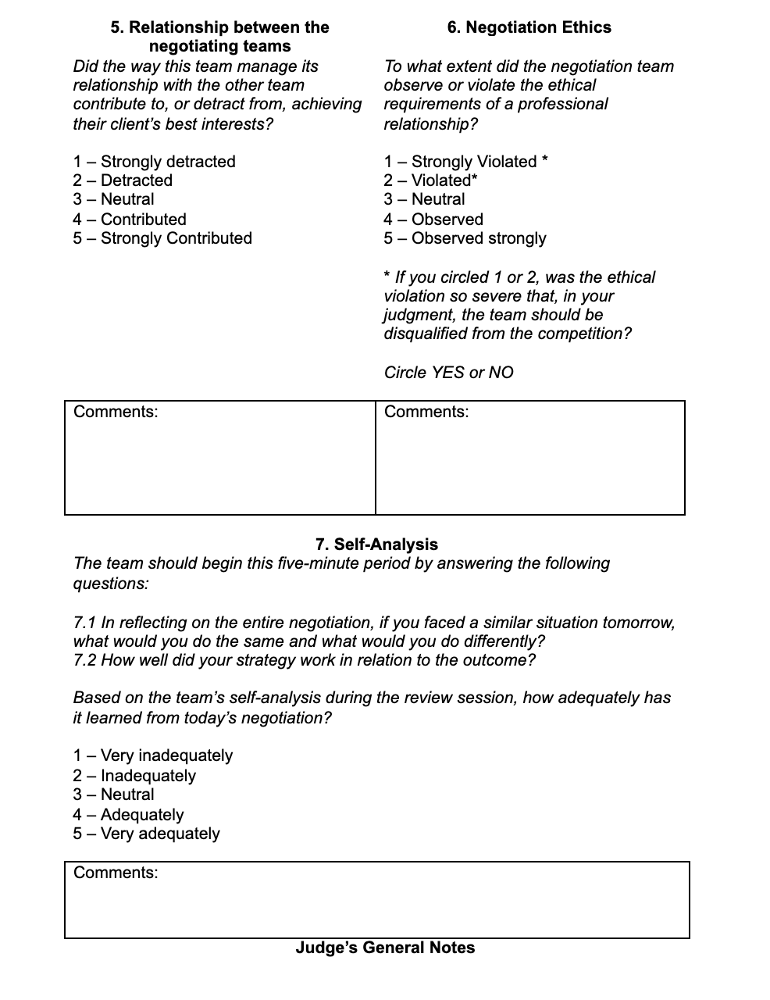 5. Relationship between the
negotiating teams
Did the way this team manage its
relationship with the other team
contribute to, or detract from, achieving
their client’s best interests?
1 – Strongly detracted
2 – Detracted
3 – Neutral
4 – Contributed
5 – Strongly Contributed
6. Negotiation Ethics
To what extent did the negotiation team
observe or violate the ethical
requirements of a professional
relationship?
1 – Strongly Violated *
2 – Violated*
3 – Neutral
4 – Observed
5 – Observed strongly
* If you circled 1 or 2, was the ethical
violation so severe that, in your
judgment, the team should be
disqualified from the competition?
Circle YES or NO
Comments:
Comments:
7. Self-Analysis
The team should begin this five-minute period by answering the following
questions:
7.1 In reflecting on the entire negotiation, if you faced a similar situation tomorrow,
what would you do the same and what would you do differently?
7.2 How well did your strategy work in relation to the outcome?
Based on the team’s self-analysis during the review session, how adequately has
it learned from today’s negotiation?
1 – Very inadequately
2 – Inadequately
3 – Neutral
4 – Adequately
5 – Very adequately
Comments:
Judge’s General Notes